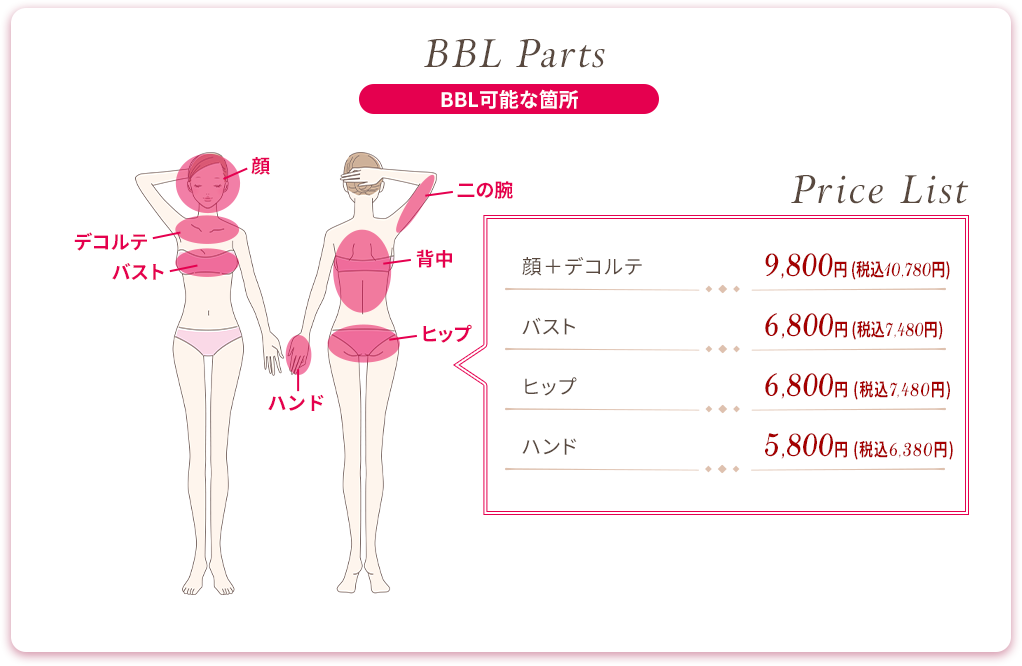 BBL Parts
BBL可能な箇所
顔
二の腕
デコルテ
バスト
背中
ヒップ
ハンド
Price List
顔＋デコルテ 9,800円(税込10,780円)
バスト 6,800円(税込7,480円)
ヒップ 6,800円 (税込7,480円)
ハンド 5,800円 (税込6,380円)